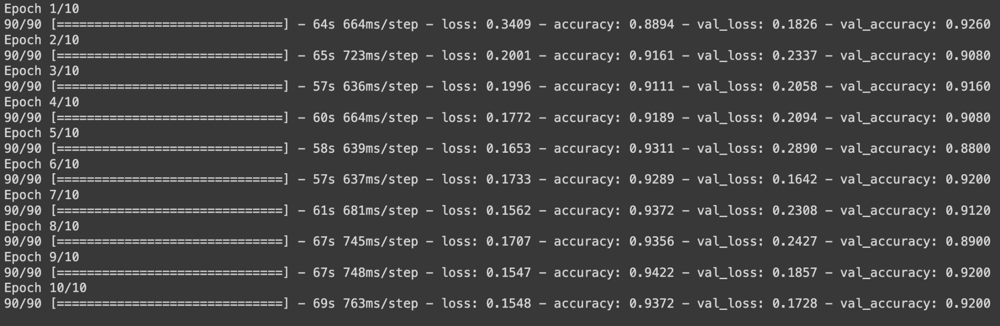 Epoch 1/10
90/90 [==============================] - 64s 664ms/step - loss: 0.3409 - accuracy: 0.8894 - val_loss: 0.1826 - val_accuracy: 0.9260
Epoch 2/10
90/90 [==============================] - 65s 723ms/step - loss: 0.2001 - accuracy: 0.9161 - val_loss: 0.2337 - val_accuracy: 0.9080
Epoch 3/10
90/90 [==============================] - 57s 636ms/step - loss: 0.1996 - accuracy: 0.9111 - val_loss: 0.2058 - val_accuracy: 0.9160
Epoch 4/10
90/90 [==============================] - 60s 664ms/step - loss: 0.1772 - accuracy: 0.9189 - val_loss: 0.2094 - val_accuracy: 0.9080
Epoch 5/10
90/90 [==============================] - 58s 639ms/step - loss: 0.1653 - accuracy: 0.9311 - val_loss: 0.2890 - val_accuracy: 0.8800
Epoch 6/10
90/90 [==============================] - 57s 637ms/step - loss: 0.1733 - accuracy: 0.9289 - val_loss: 0.1642 - val_accuracy: 0.9200
Epoch 7/10
90/90 [==============================] - 61s 681ms/step - loss: 0.1562 - accuracy: 0.9372 - val_loss: 0.2308 - val_accuracy: 0.9120
Epoch 8/10
90/90 [==============================] - 67s 745ms/step - loss: 0.1707 - accuracy: 0.9356 - val_loss: 0.2427 - val_accuracy: 0.8900
Epoch 9/10
90/90 [==============================] - 67s 748ms/step - loss: 0.1547 - accuracy: 0.9422 - val_loss: 0.1857 - val_accuracy: 0.9200
Epoch 10/10
90/90 [==============================] - 69s 763ms/step - loss: 0.1548 - accuracy: 0.9372 - val_loss: 0.1728 - val_accuracy: 0.9200